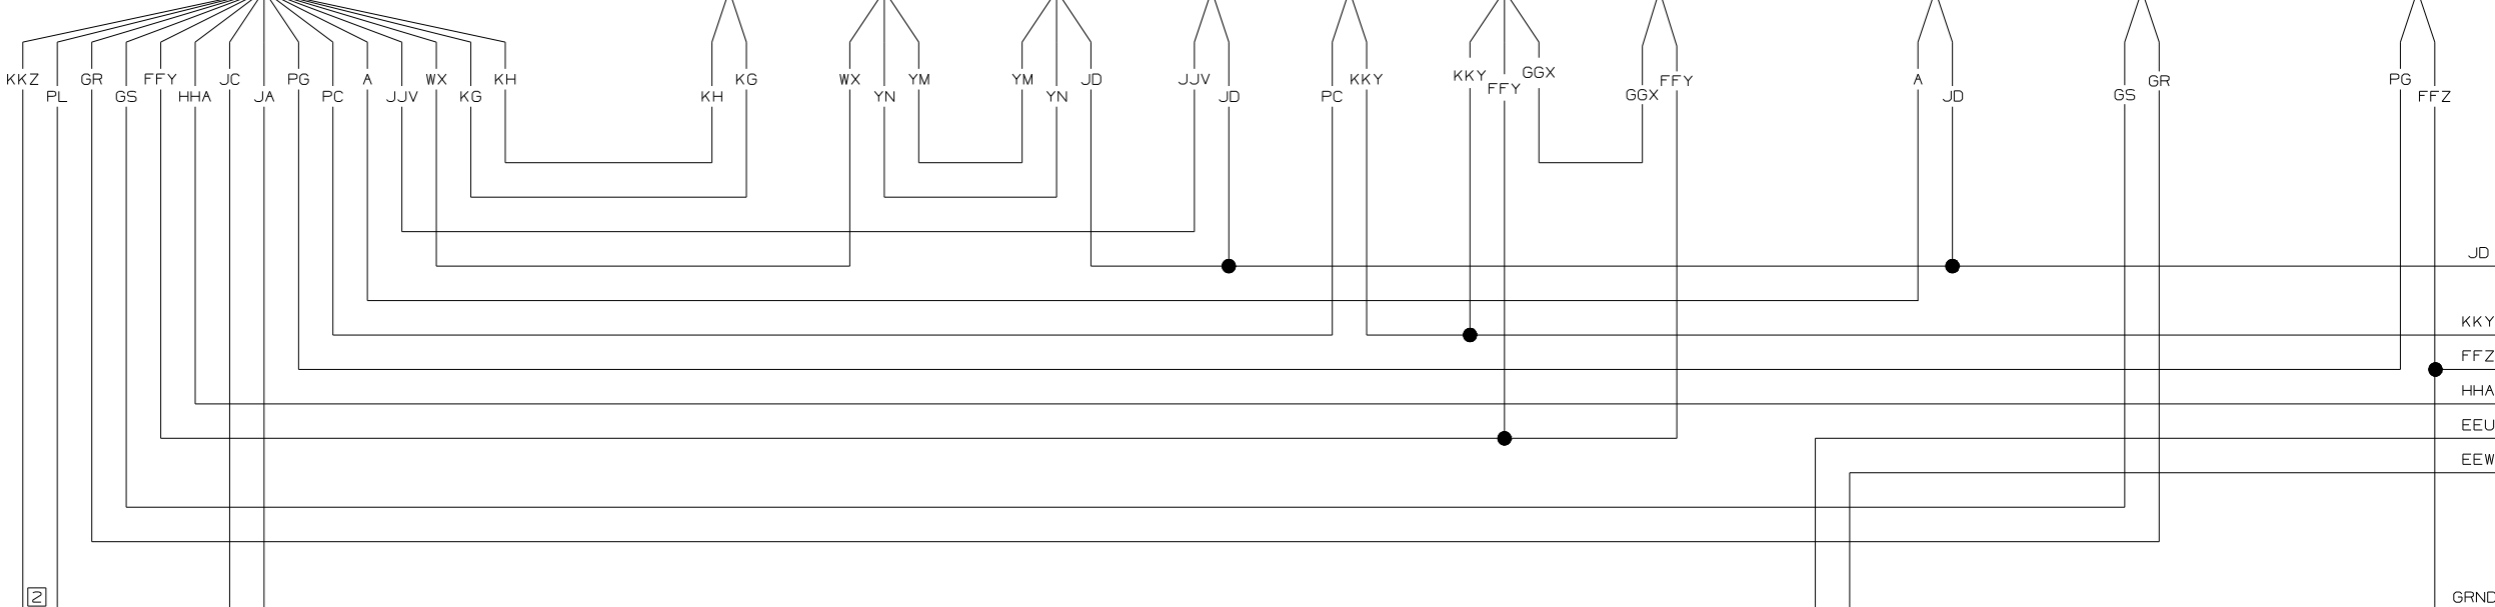 KKZ GR FFY JC PG A WX KH KG WX YM YM JD JJV KKY KKY GGX FFY A GR PG
PL GS HHA JA PC JJV KG KH YN YN JD PC FFY GGX JD GS FFZ
JD
KKY
FFZ
HHA
EEU
EEW
2 GRND